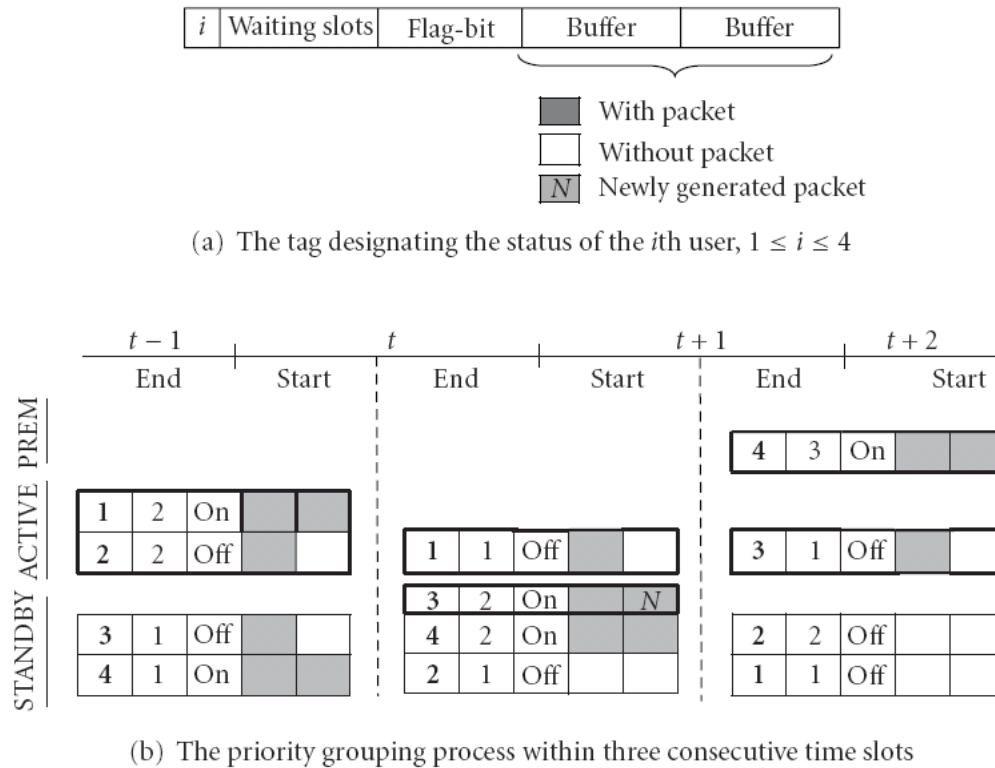 i Waiting slots Flag-bit Buffer Buffer
With packet
Without packet
N Newly generated packet
(a) The tag designating the status of the ith user, 1 ≤ i ≤ 4
t − 1 t t + 1 t + 2
End Start End Start End Start
PREM
4 3 On
ACTIVE
1 2 On
2 2 Off
1 1 Off
3 1 Off
STANDBY
3 1 Off
4 1 On
3 2 On N
4 2 On
2 1 Off
2 2 Off
1 1 Off
(b) The priority grouping process within three consecutive time slots